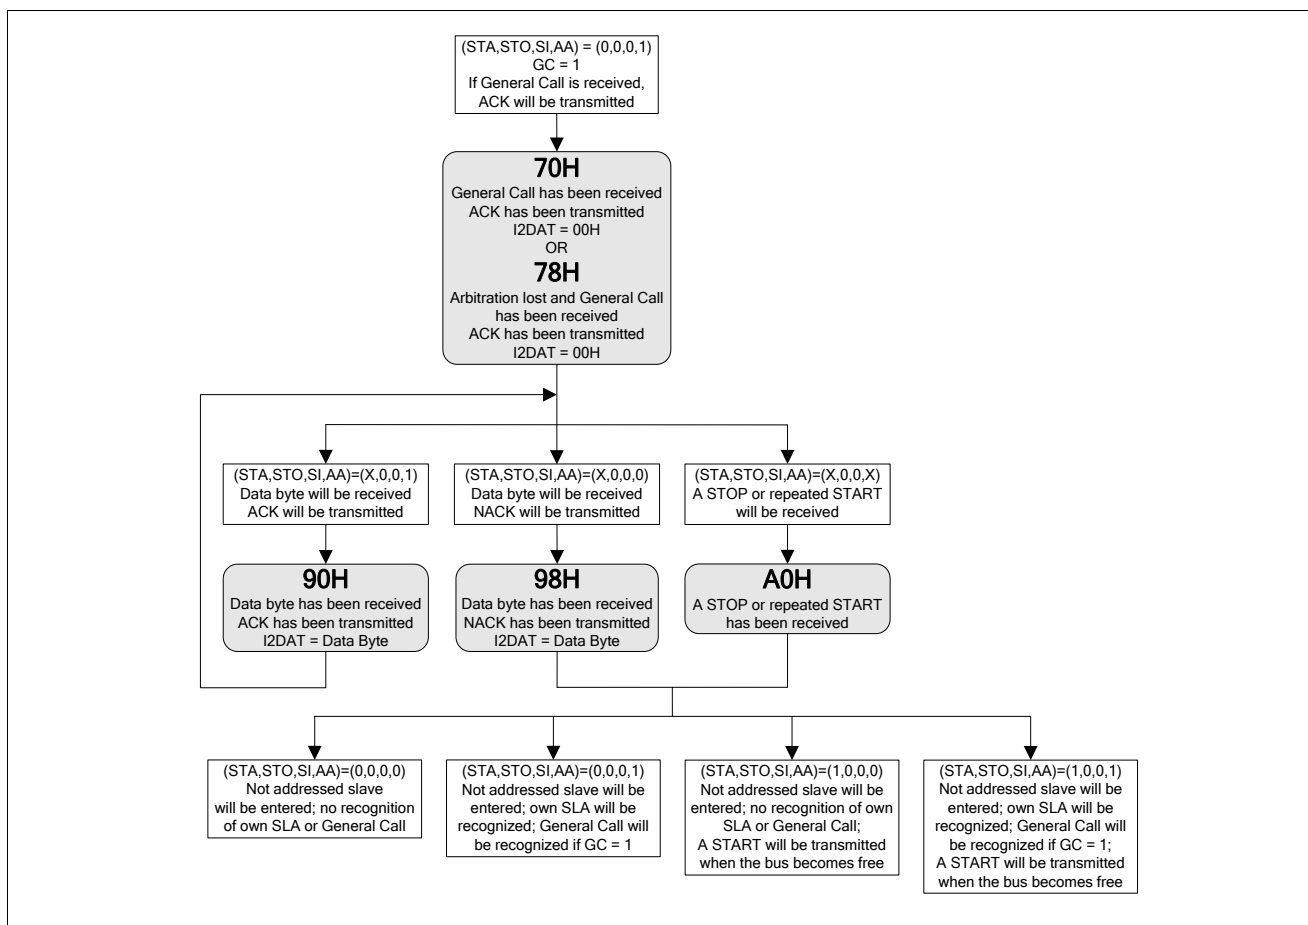 (STA,STO,SI,AA) = (0,0,0,1)
GC = 1
If General Call is received,
ACK will be transmitted
70H
General Call has been received
ACK has been transmitted
I2DAT = 00H
OR
78H
Arbitration lost and General Call
has been received
ACK has been transmitted
I2DAT = 00H
(STA,STO,SI,AA)=(X,0,0,1)
Data byte will be received
ACK will be transmitted
(STA,STO,SI,AA)=(X,0,0,0)
Data byte will be received
NACK will be transmitted
(STA,STO,SI,AA)=(X,0,0,X)
A STOP or repeated START
will be received
90H
Data byte has been received
ACK has been transmitted
I2DAT = Data Byte
98H
Data byte has been received
NACK has been transmitted
I2DAT = Data Byte
A0H
A STOP or repeated START
has been received
(STA,STO,SI,AA)=(0,0,0,0)
Not addressed slave
will be entered; no recognition
of own SLA or General Call
(STA,STO,SI,AA)=(0,0,0,1)
Not addressed slave will be
entered; own SLA will be
recognized; General Call will
be recognized if GC = 1
(STA,STO,SI,AA)=(1,0,0,0)
Not addressed slave will be
entered; no recognition of own
SLA or General Call;
A START will be transmitted
when the bus becomes free
(STA,STO,SI,AA)=(1,0,0,1)
Not addressed slave will be
entered; own SLA will be
recognized; General Call will
be recognized if GC = 1;
A START will be transmitted
when the bus becomes free